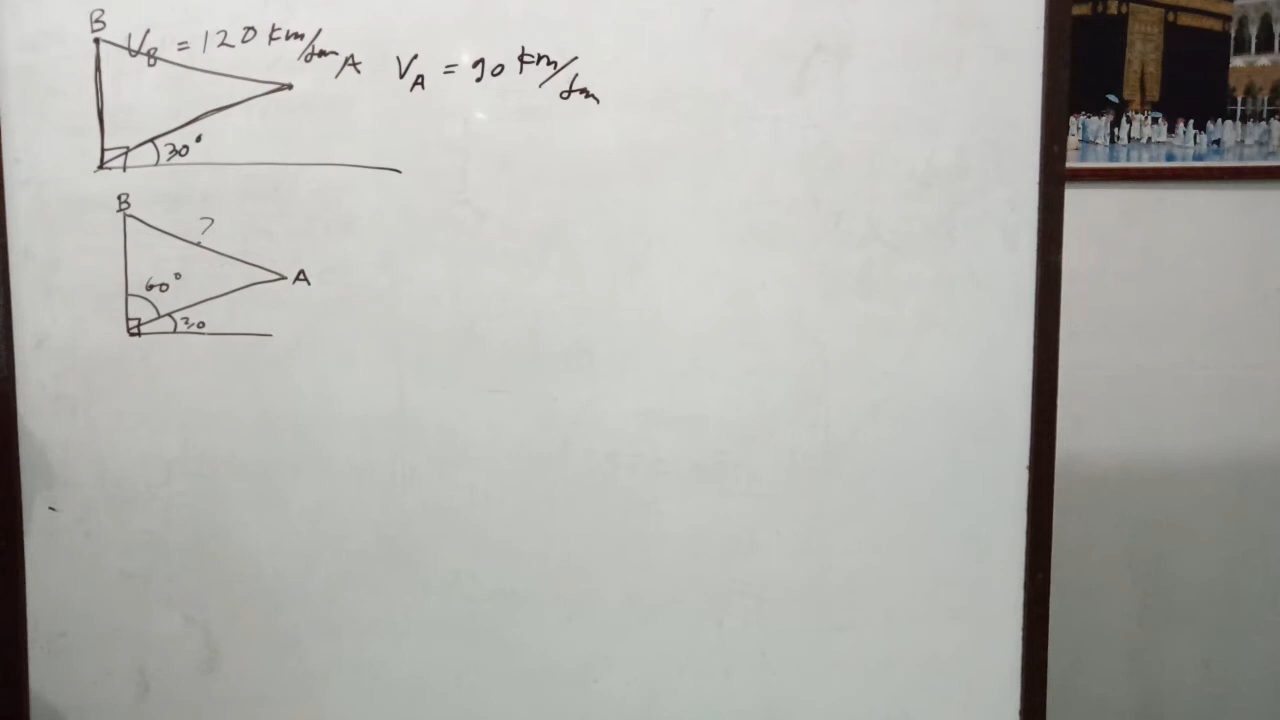 B
V_B = 120 km/Jam A V_A = 90 km/Jam
30°
B
?
60° A
30